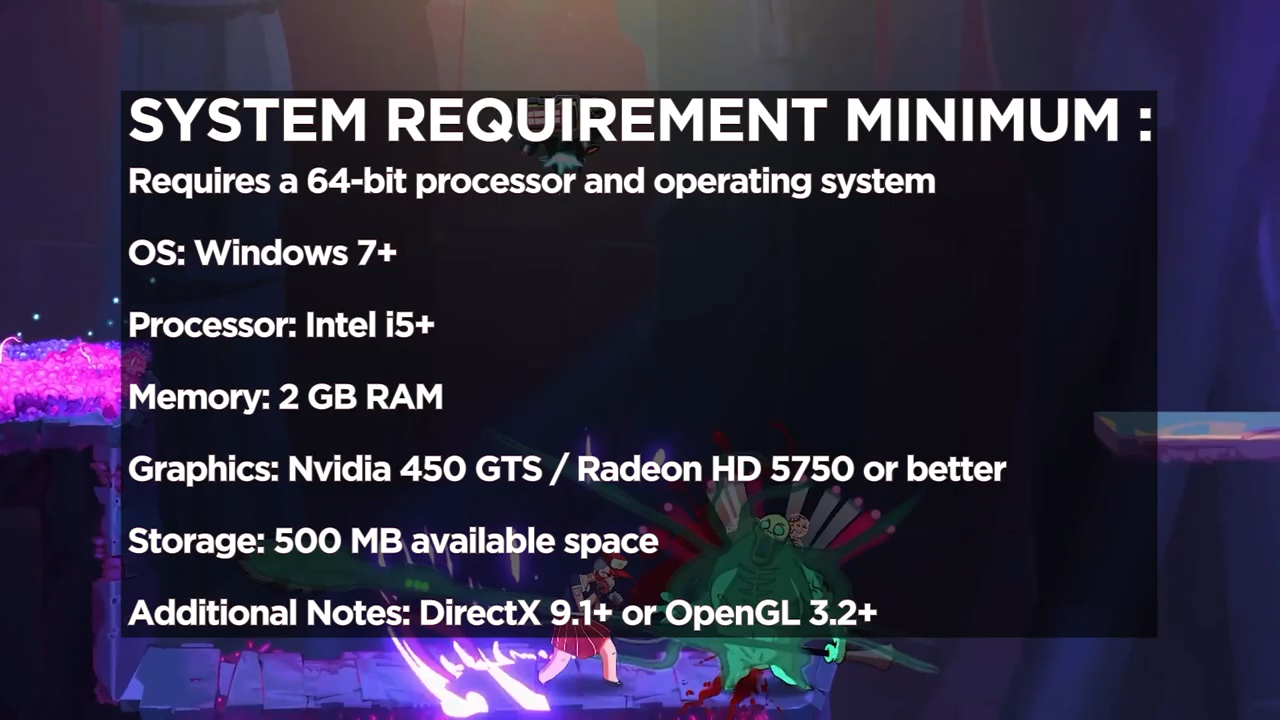 SYSTEM REQUIREMENT MINIMUM :
Requires a 64-bit processor and operating system
OS: Windows 7+
Processor: Intel i5+
Memory: 2 GB RAM
Graphics: Nvidia 450 GTS / Radeon HD 5750 or better
Storage: 500 MB available space
Additional Notes: DirectX 9.1+ or OpenGL 3.2+